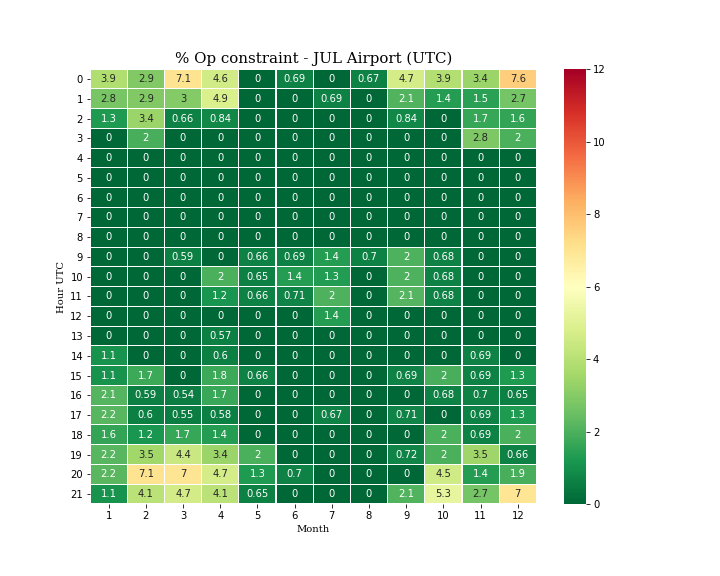 % Op constraint - JUL Airport (UTC)
0 3.9 2.9 7.1 4.6 0 0.69 0 0.67 4.7 3.9 3.4 7.6
1 2.8 2.9 3 4.9 0 0 0.69 0 2.1 1.4 1.5 2.7
2 1.3 3.4 0.66 0.84 0 0 0 0 0.84 0 1.7 1.6
3 0 2 0 0 0 0 0 0 0 0 2.8 2
4 0 0 0 0 0 0 0 0 0 0 0 0
5 0 0 0 0 0 0 0 0 0 0 0 0
6 0 0 0 0 0 0 0 0 0 0 0 0
7 0 0 0 0 0 0 0 0 0 0 0 0
8 0 0 0 0 0 0 0 0 0 0 0 0
9 0 0 0.59 0 0.66 0.69 1.4 0.7 2 0.68 0 0
10 0 0 0 2 0.65 1.4 1.3 0 2 0.68 0 0
11 0 0 0 1.2 0.66 0.71 2 0 2.1 0.68 0 0
12 0 0 0 0 0 0 1.4 0 0 0 0 0
13 0 0 0 0.57 0 0 0 0 0 0 0 0
14 1.1 0 0 0.6 0 0 0 0 0 0 0.69 0
15 1.1 1.7 0 1.8 0.66 0 0 0 0.69 2 0.69 1.3
16 2.1 0.59 0.54 1.7 0 0 0 0 0 0.68 0.7 0.65
17 2.2 0.6 0.55 0.58 0 0 0.67 0 0.71 0 0.69 1.3
18 1.6 1.2 1.7 1.4 0 0 0 0 0 2 0.69 2
19 2.2 3.5 4.4 3.4 2 0 0 0 0.72 2 3.5 0.66
20 2.2 7.1 7 4.7 1.3 0.7 0 0 0 4.5 1.4 1.9
21 1.1 4.1 4.7 4.1 0.65 0 0 0 2.1 5.3 2.7 7
1 2 3 4 5 6 7 8 9 10 11 12
Month
Hour UTC
12
10
8
6
4
2
0